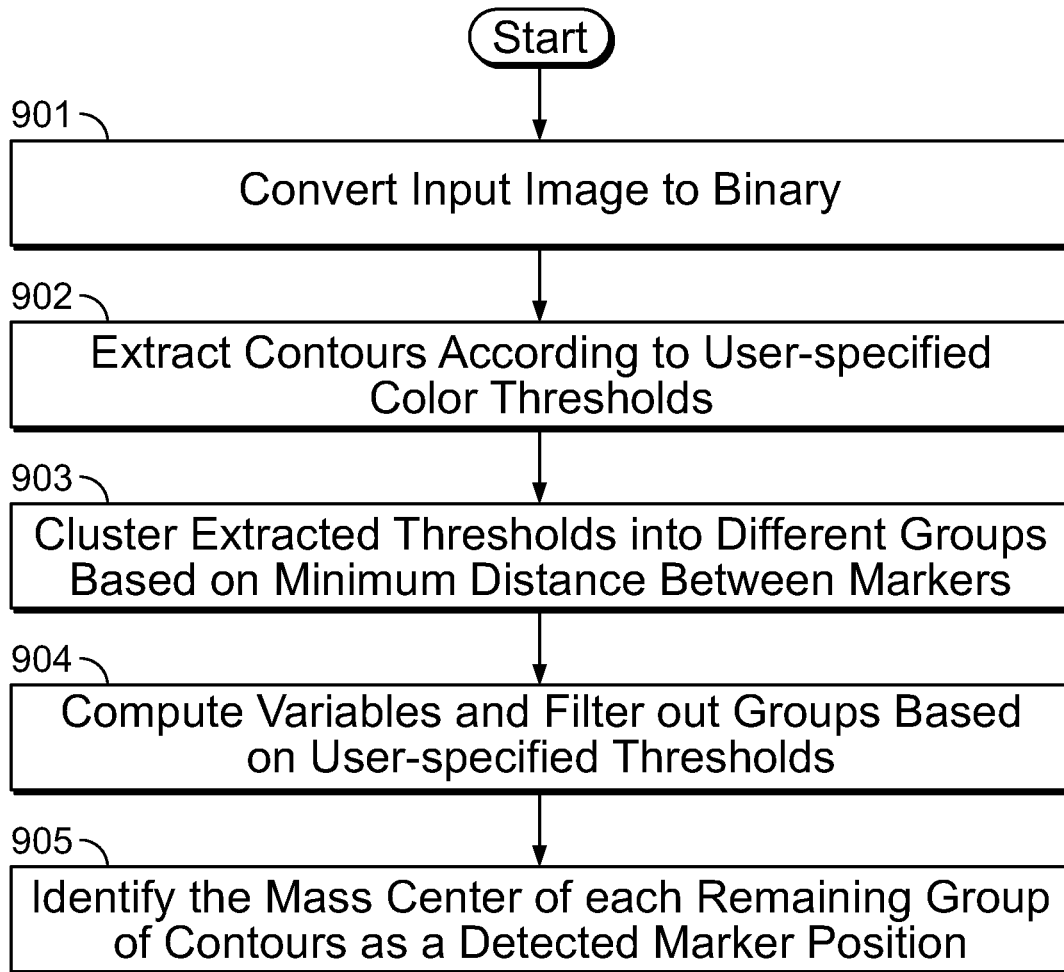 Start
901
Convert Input Image to Binary
902
Extract Contours According to User-specified
Color Thresholds
903
Cluster Extracted Thresholds into Different Groups
Based on Minimum Distance Between Markers
904
Compute Variables and Filter out Groups Based
on User-specified Thresholds
905
Identify the Mass Center of each Remaining Group
of Contours as a Detected Marker Position